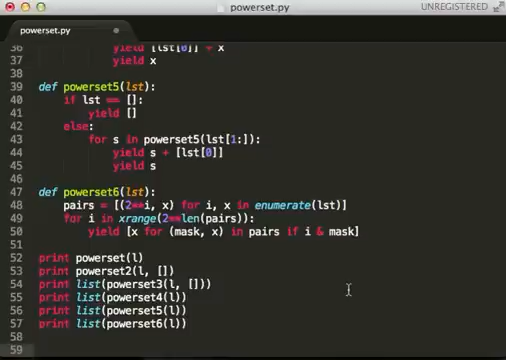 powerset.py
UNREGISTERED
powerset.py
36 yield [lst[0]] + x
37 yield x
38
39 def powerset5(lst):
40 if lst == []:
41 yield []
42 else:
43 for s in powerset5(lst[1:]):
44 yield s + [lst[0]]
45 yield s
46
47 def powerset6(lst):
48 pairs = [(2**i, x) for i, x in enumerate(lst)]
49 for i in xrange(2**len(pairs)):
50 yield [x for (mask, x) in pairs if i & mask]
51
52 print powerset(l)
53 print powerset2(l, [])
54 print list(powerset3(l, []))
55 print list(powerset4(l))
56 print list(powerset5(l))
57 print list(powerset6(l))
58
59